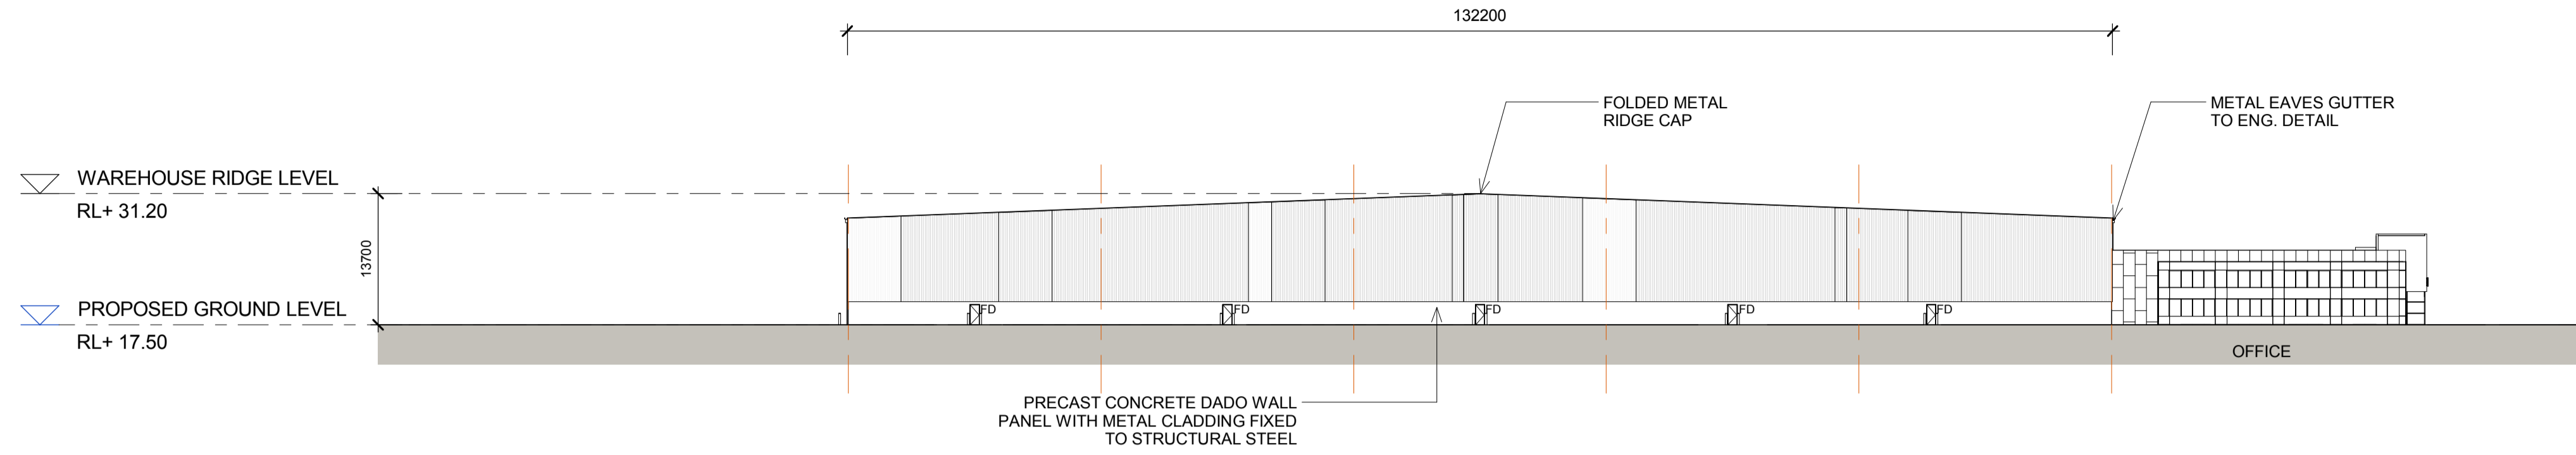 132200
FOLDED METAL
RIDGE CAP
METAL EAVES GUTTER
TO ENG. DETAIL
WAREHOUSE RIDGE LEVEL
RL+ 31.20
13700
PROPOSED GROUND LEVEL
RL+ 17.50
FD
FD
FD
FD
FD
OFFICE
PRECAST CONCRETE DADO WALL
PANEL WITH METAL CLADDING FIXED
TO STRUCTURAL STEEL